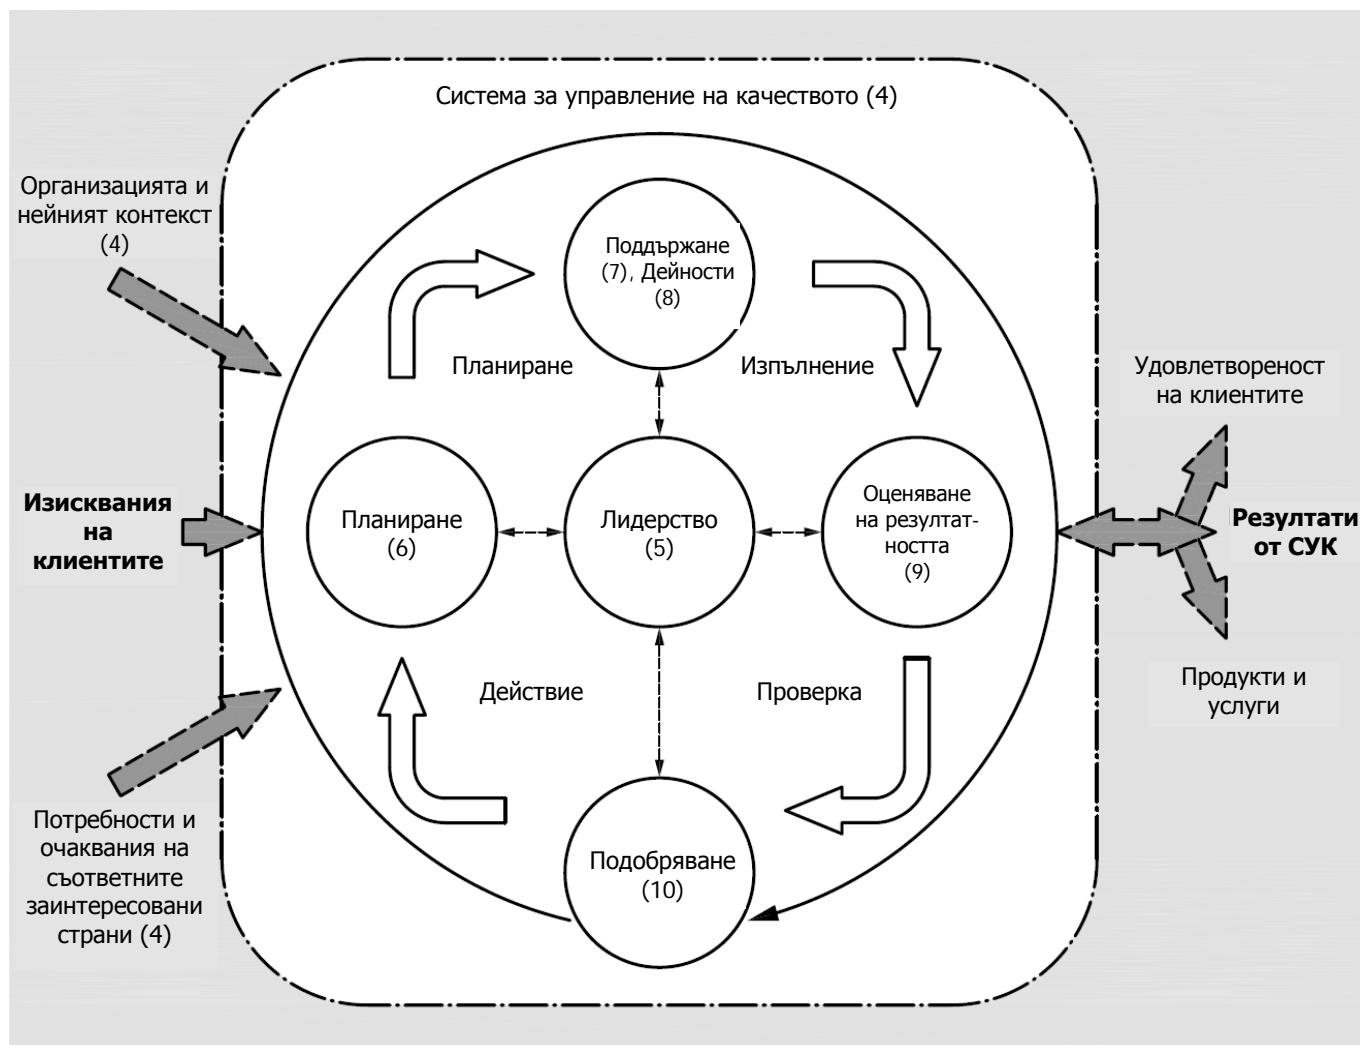 Система за управление на качеството (4)
Организацията и
нейният контекст
(4)
Поддържане
(7), Дейности
(8)
Планиране
Изпълнение
Удовлетвореност
на клиентите
Изисквания
на
клиентите
Планиране
(6)
Лидерство
(5)
Оценяване
на резултат-
ността
(9)
Резултати
от СУК
Действие
Проверка
Продукти и
услуги
Потребности и
очаквания на
съответните
заинтересовани
страни (4)
Подобряване
(10)